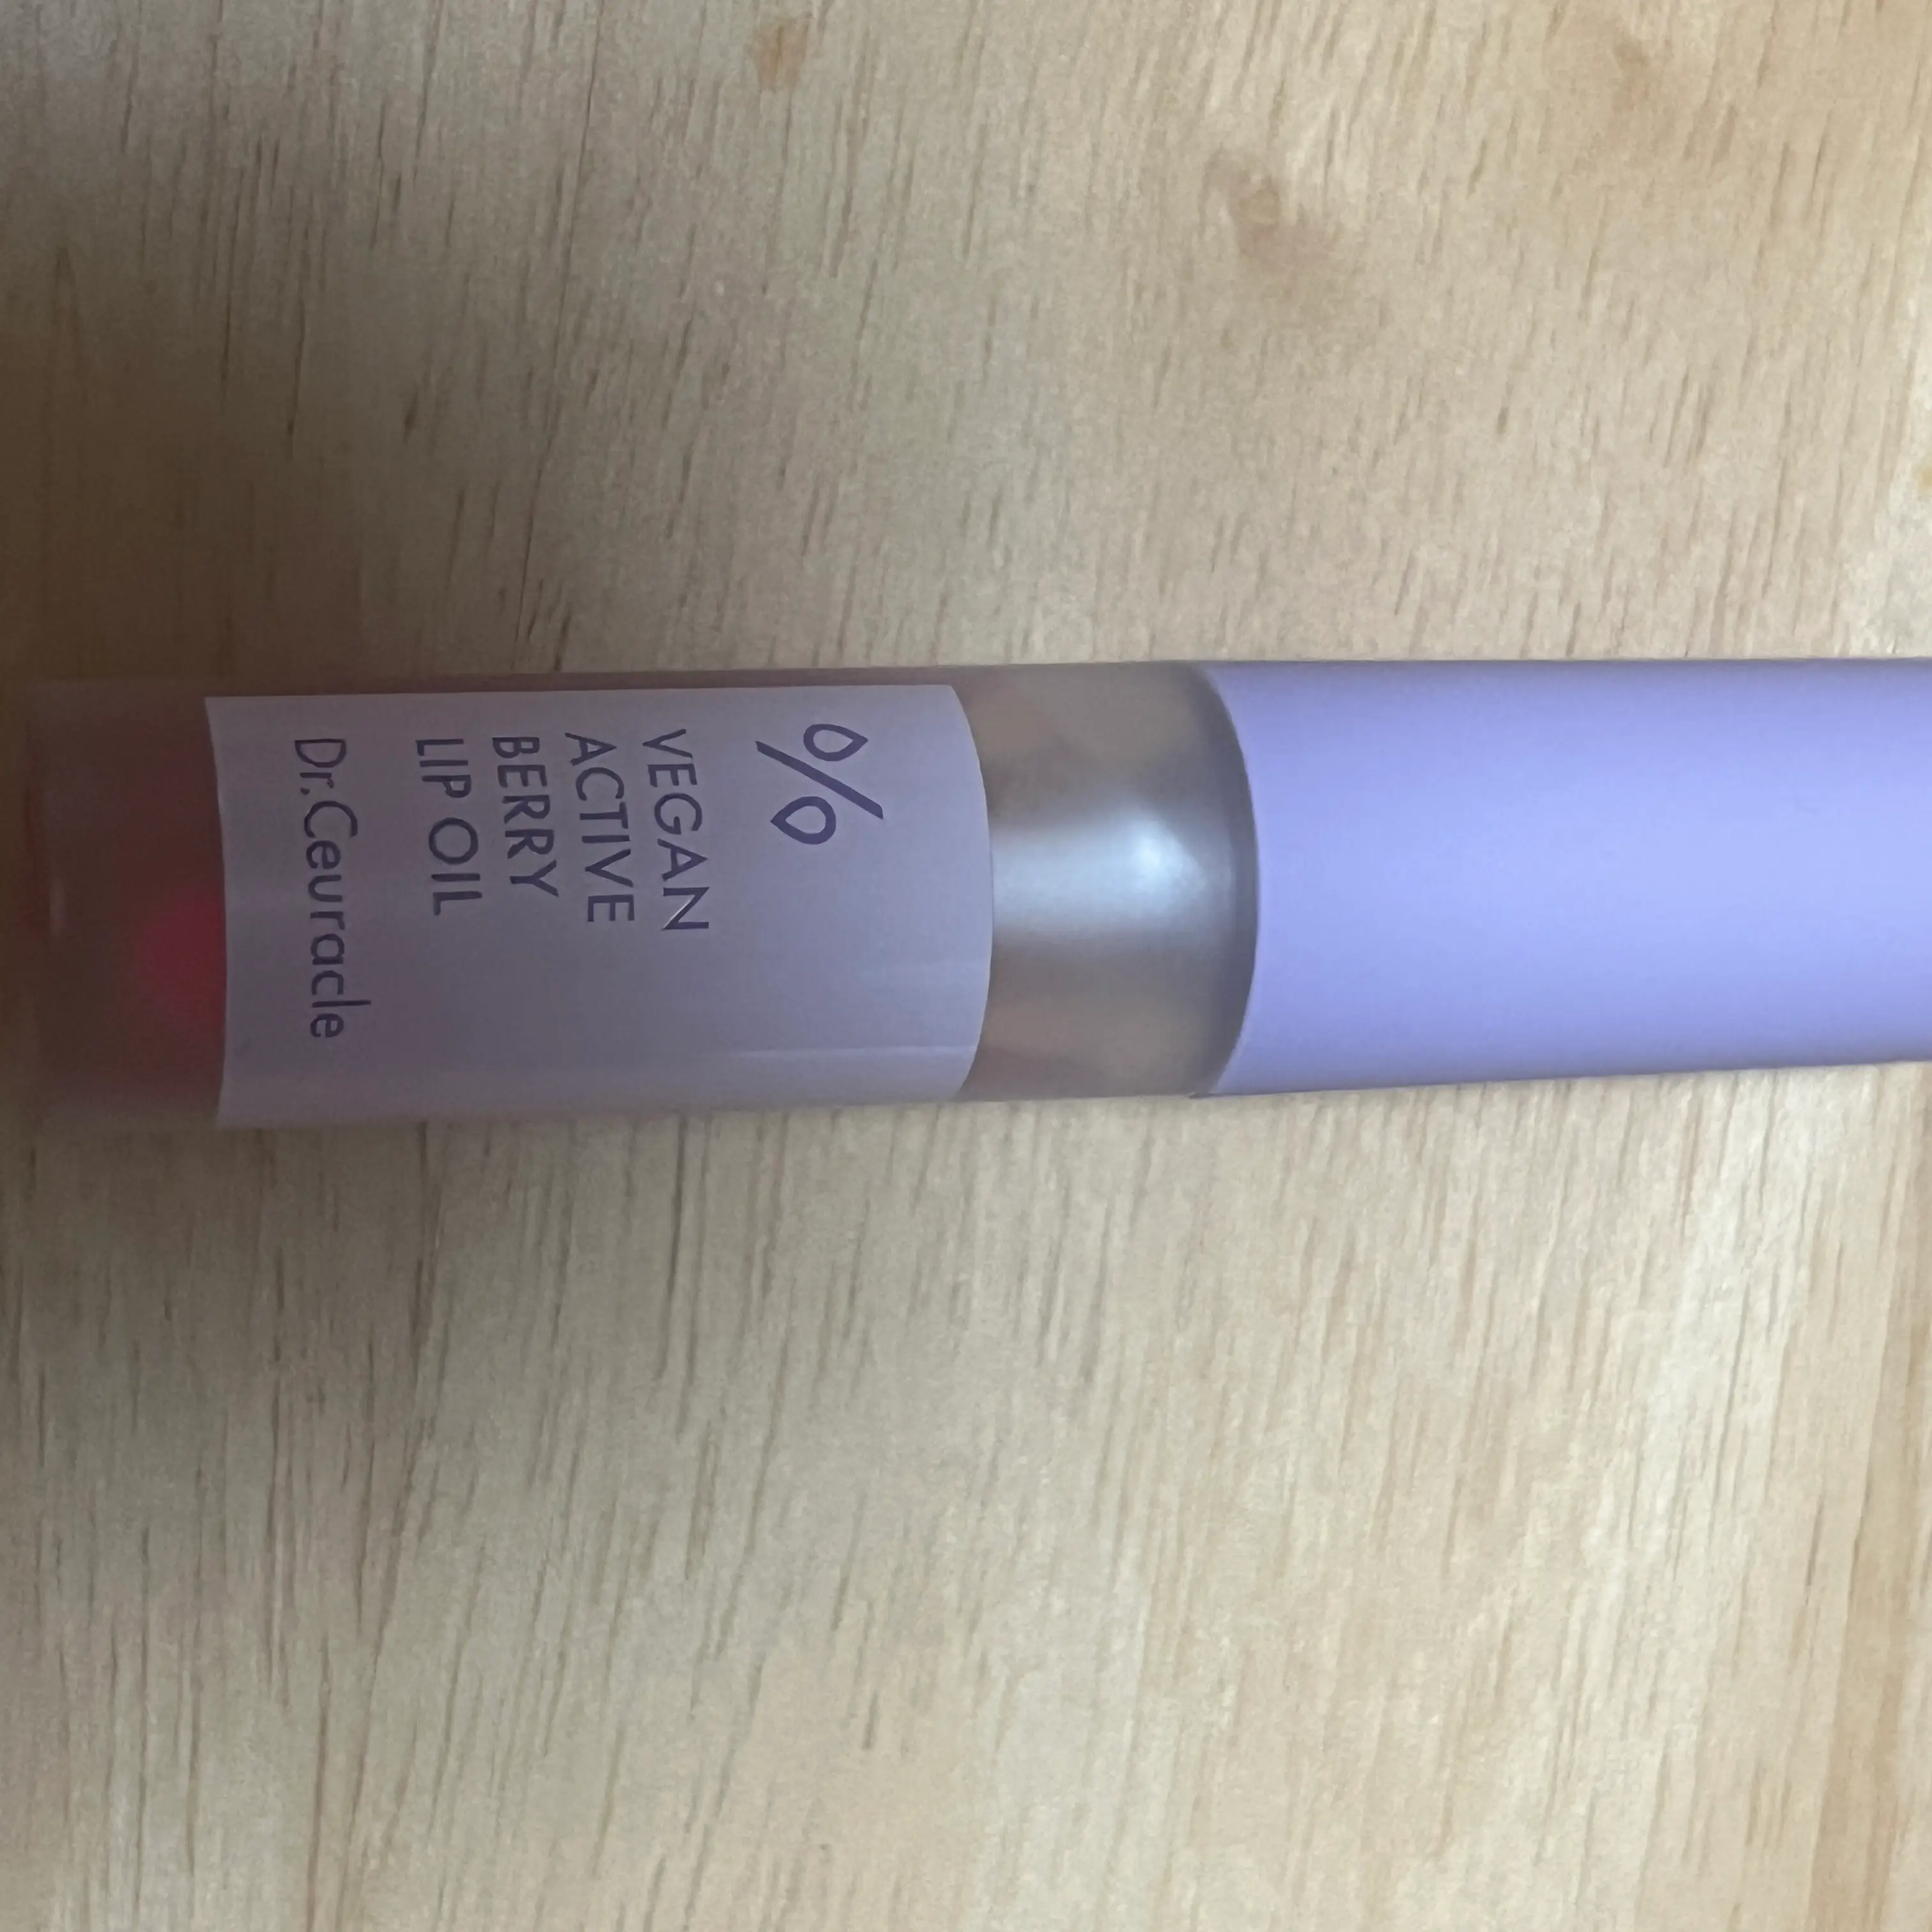 %
VEGAN
ACTIVE
BERRY
LIP OIL
Dr.Ceuracle